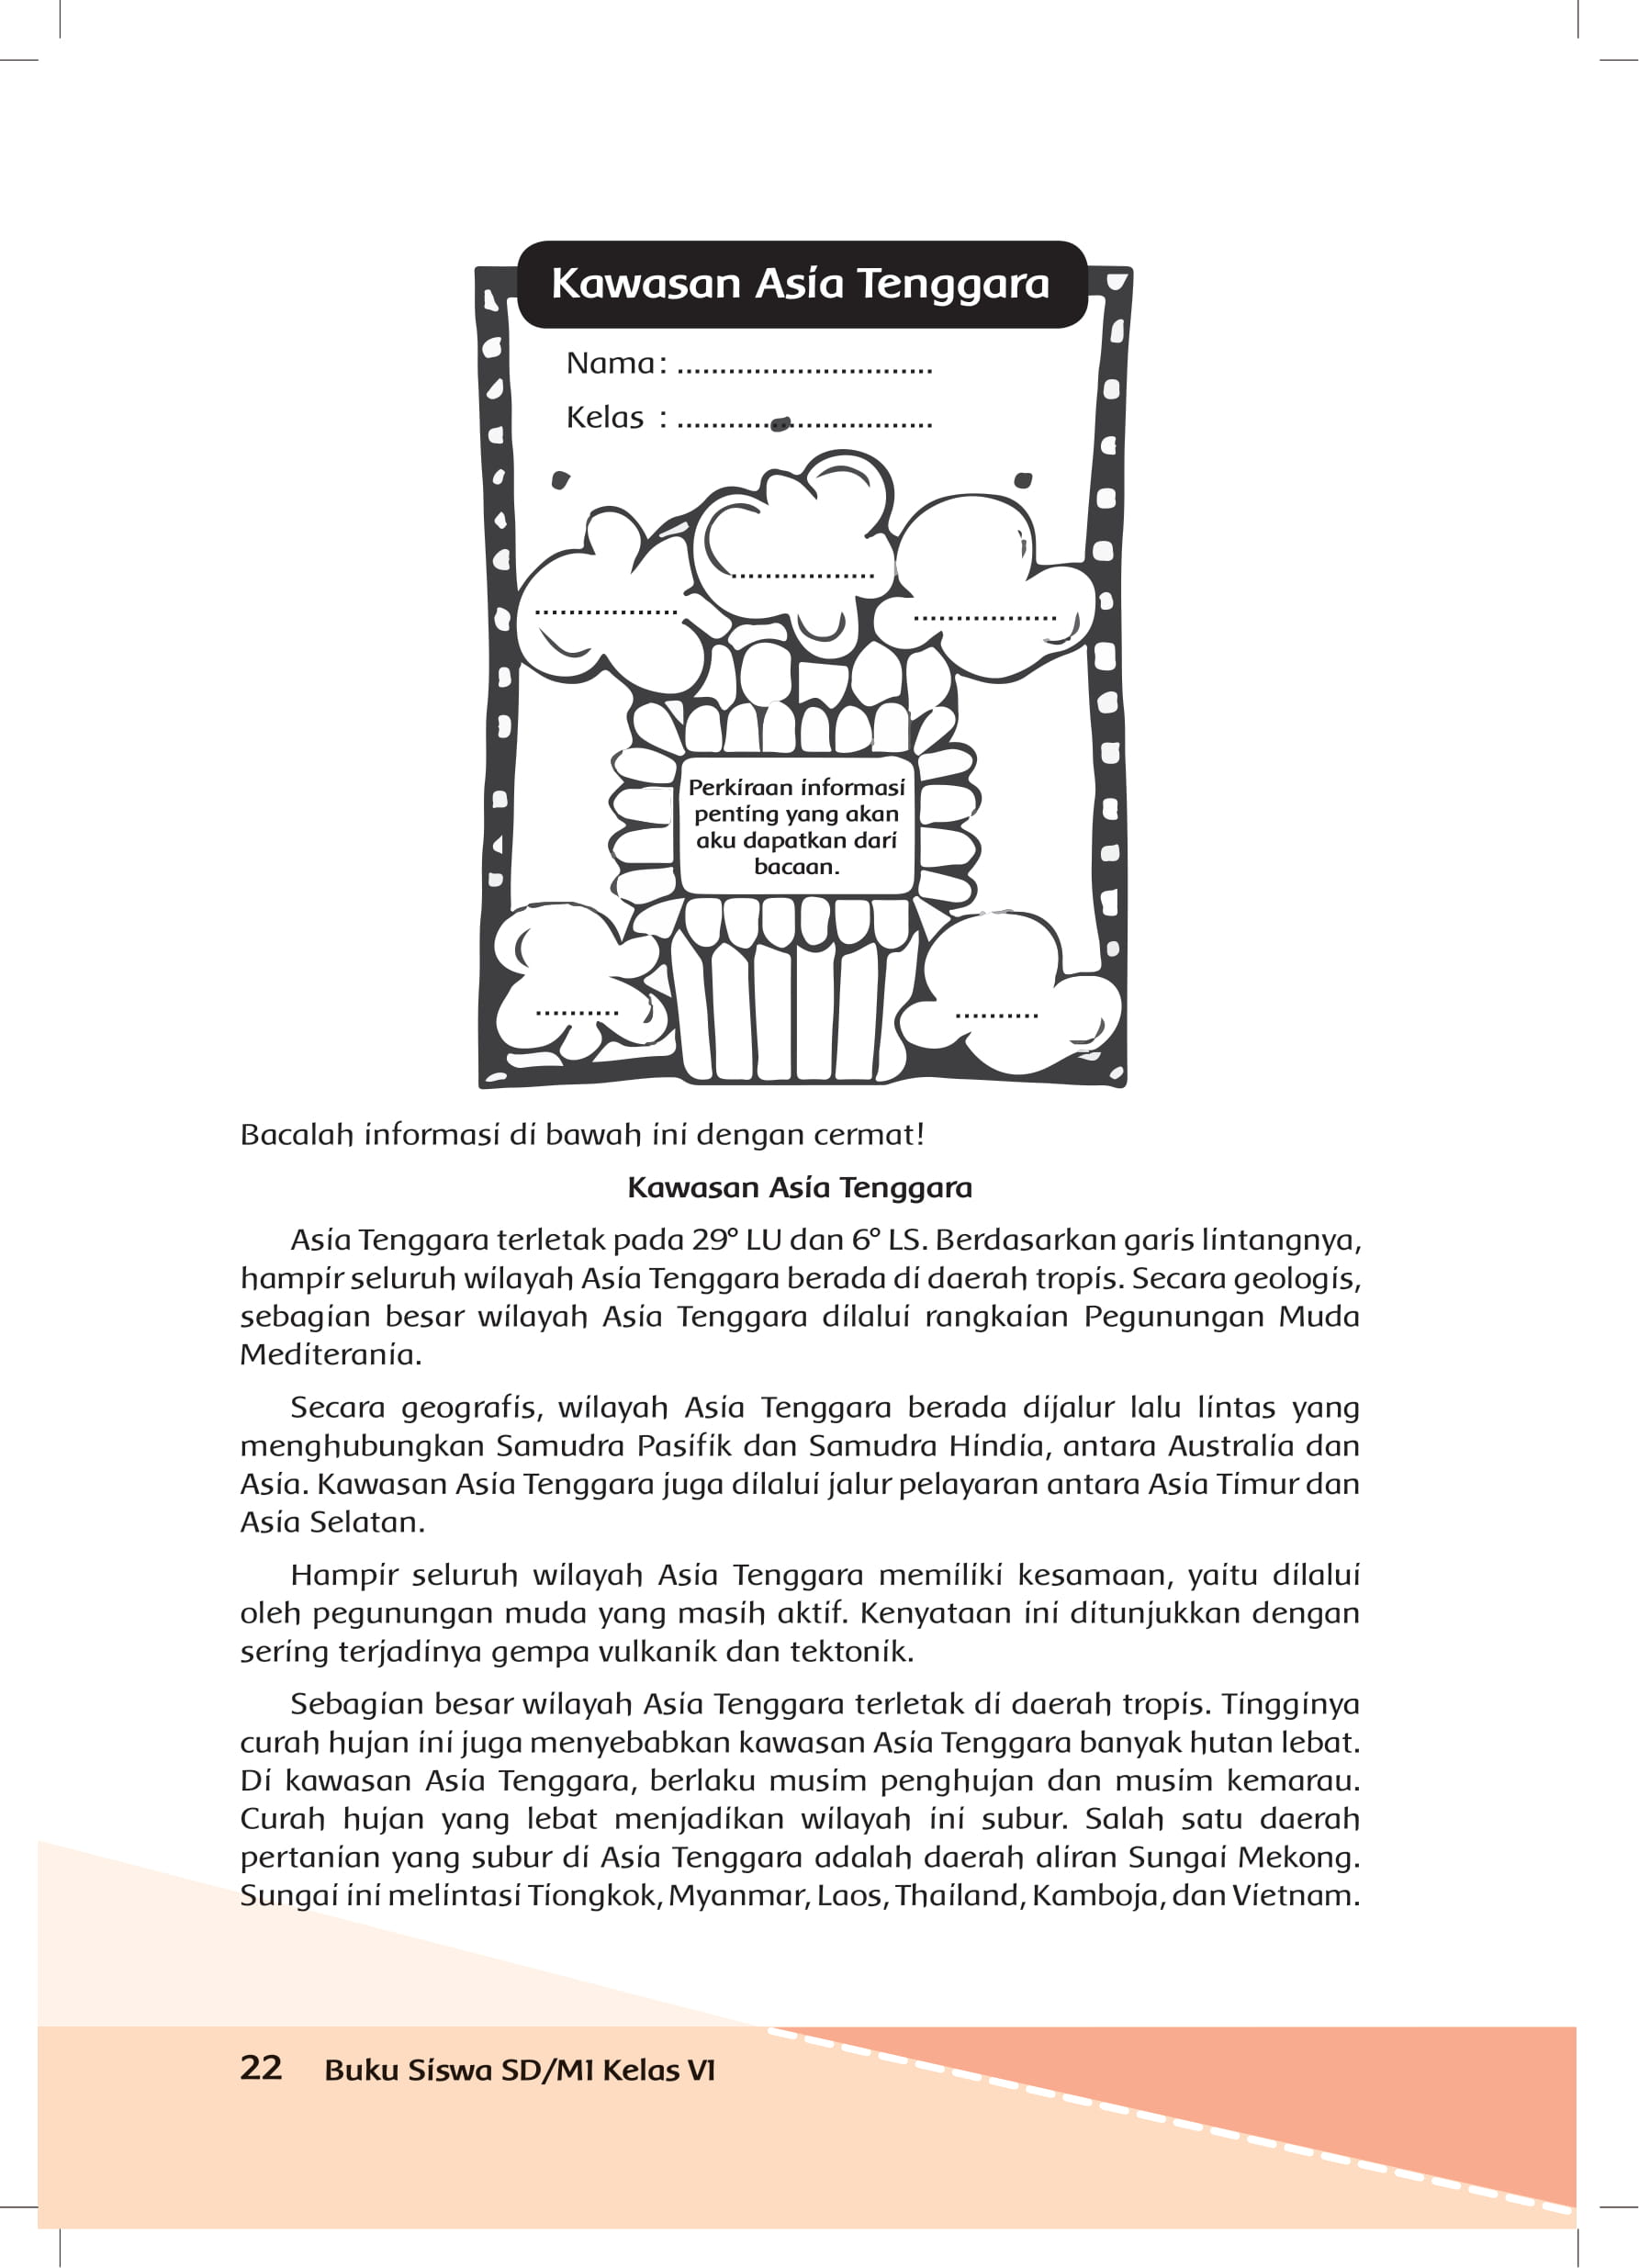 Kawasan Asia Tenggara
Nama : ..............................
Kelas : ..............................
.................
.................
.................
Perkiraan informasi
penting yang akan
aku dapatkan dari
bacaan.
..........
..........
Bacalah informasi di bawah ini dengan cermat!
Kawasan Asia Tenggara
Asia Tenggara terletak pada 29° LU dan 6° LS. Berdasarkan garis lintangnya,
hampir seluruh wilayah Asia Tenggara berada di daerah tropis. Secara geologis,
sebagian besar wilayah Asia Tenggara dilalui rangkaian Pegunungan Muda
Mediterania.
Secara geografis, wilayah Asia Tenggara berada dijalur lalu lintas yang
menghubungkan Samudra Pasifik dan Samudra Hindia, antara Australia dan
Asia. Kawasan Asia Tenggara juga dilalui jalur pelayaran antara Asia Timur dan
Asia Selatan.
Hampir seluruh wilayah Asia Tenggara memiliki kesamaan, yaitu dilalui
oleh pegunungan muda yang masih aktif. Kenyataan ini ditunjukkan dengan
sering terjadinya gempa vulkanik dan tektonik.
Sebagian besar wilayah Asia Tenggara terletak di daerah tropis. Tingginya
curah hujan ini juga menyebabkan kawasan Asia Tenggara banyak hutan lebat.
Di kawasan Asia Tenggara, berlaku musim penghujan dan musim kemarau.
Curah hujan yang lebat menjadikan wilayah ini subur. Salah satu daerah
pertanian yang subur di Asia Tenggara adalah daerah aliran Sungai Mekong.
Sungai ini melintasi Tiongkok, Myanmar, Laos, Thailand, Kamboja, dan Vietnam.
22 Buku Siswa SD/MI Kelas VI